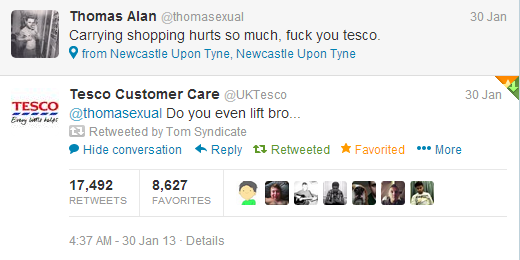 Thomas Alan @thomasexual 30 Jan
Carrying shopping hurts so much, fuck you tesco.
from Newcastle Upon Tyne, Newcastle Upon Tyne
TESCO
Every little helps
Tesco Customer Care @UKTesco 30 Jan
@thomasexual Do you even lift bro...
Retweeted by Tom Syndicate
Hide conversation Reply Retweeted Favorited More
17,492 8,627
RETWEETS FAVORITES
4:37 AM - 30 Jan 13 · Details